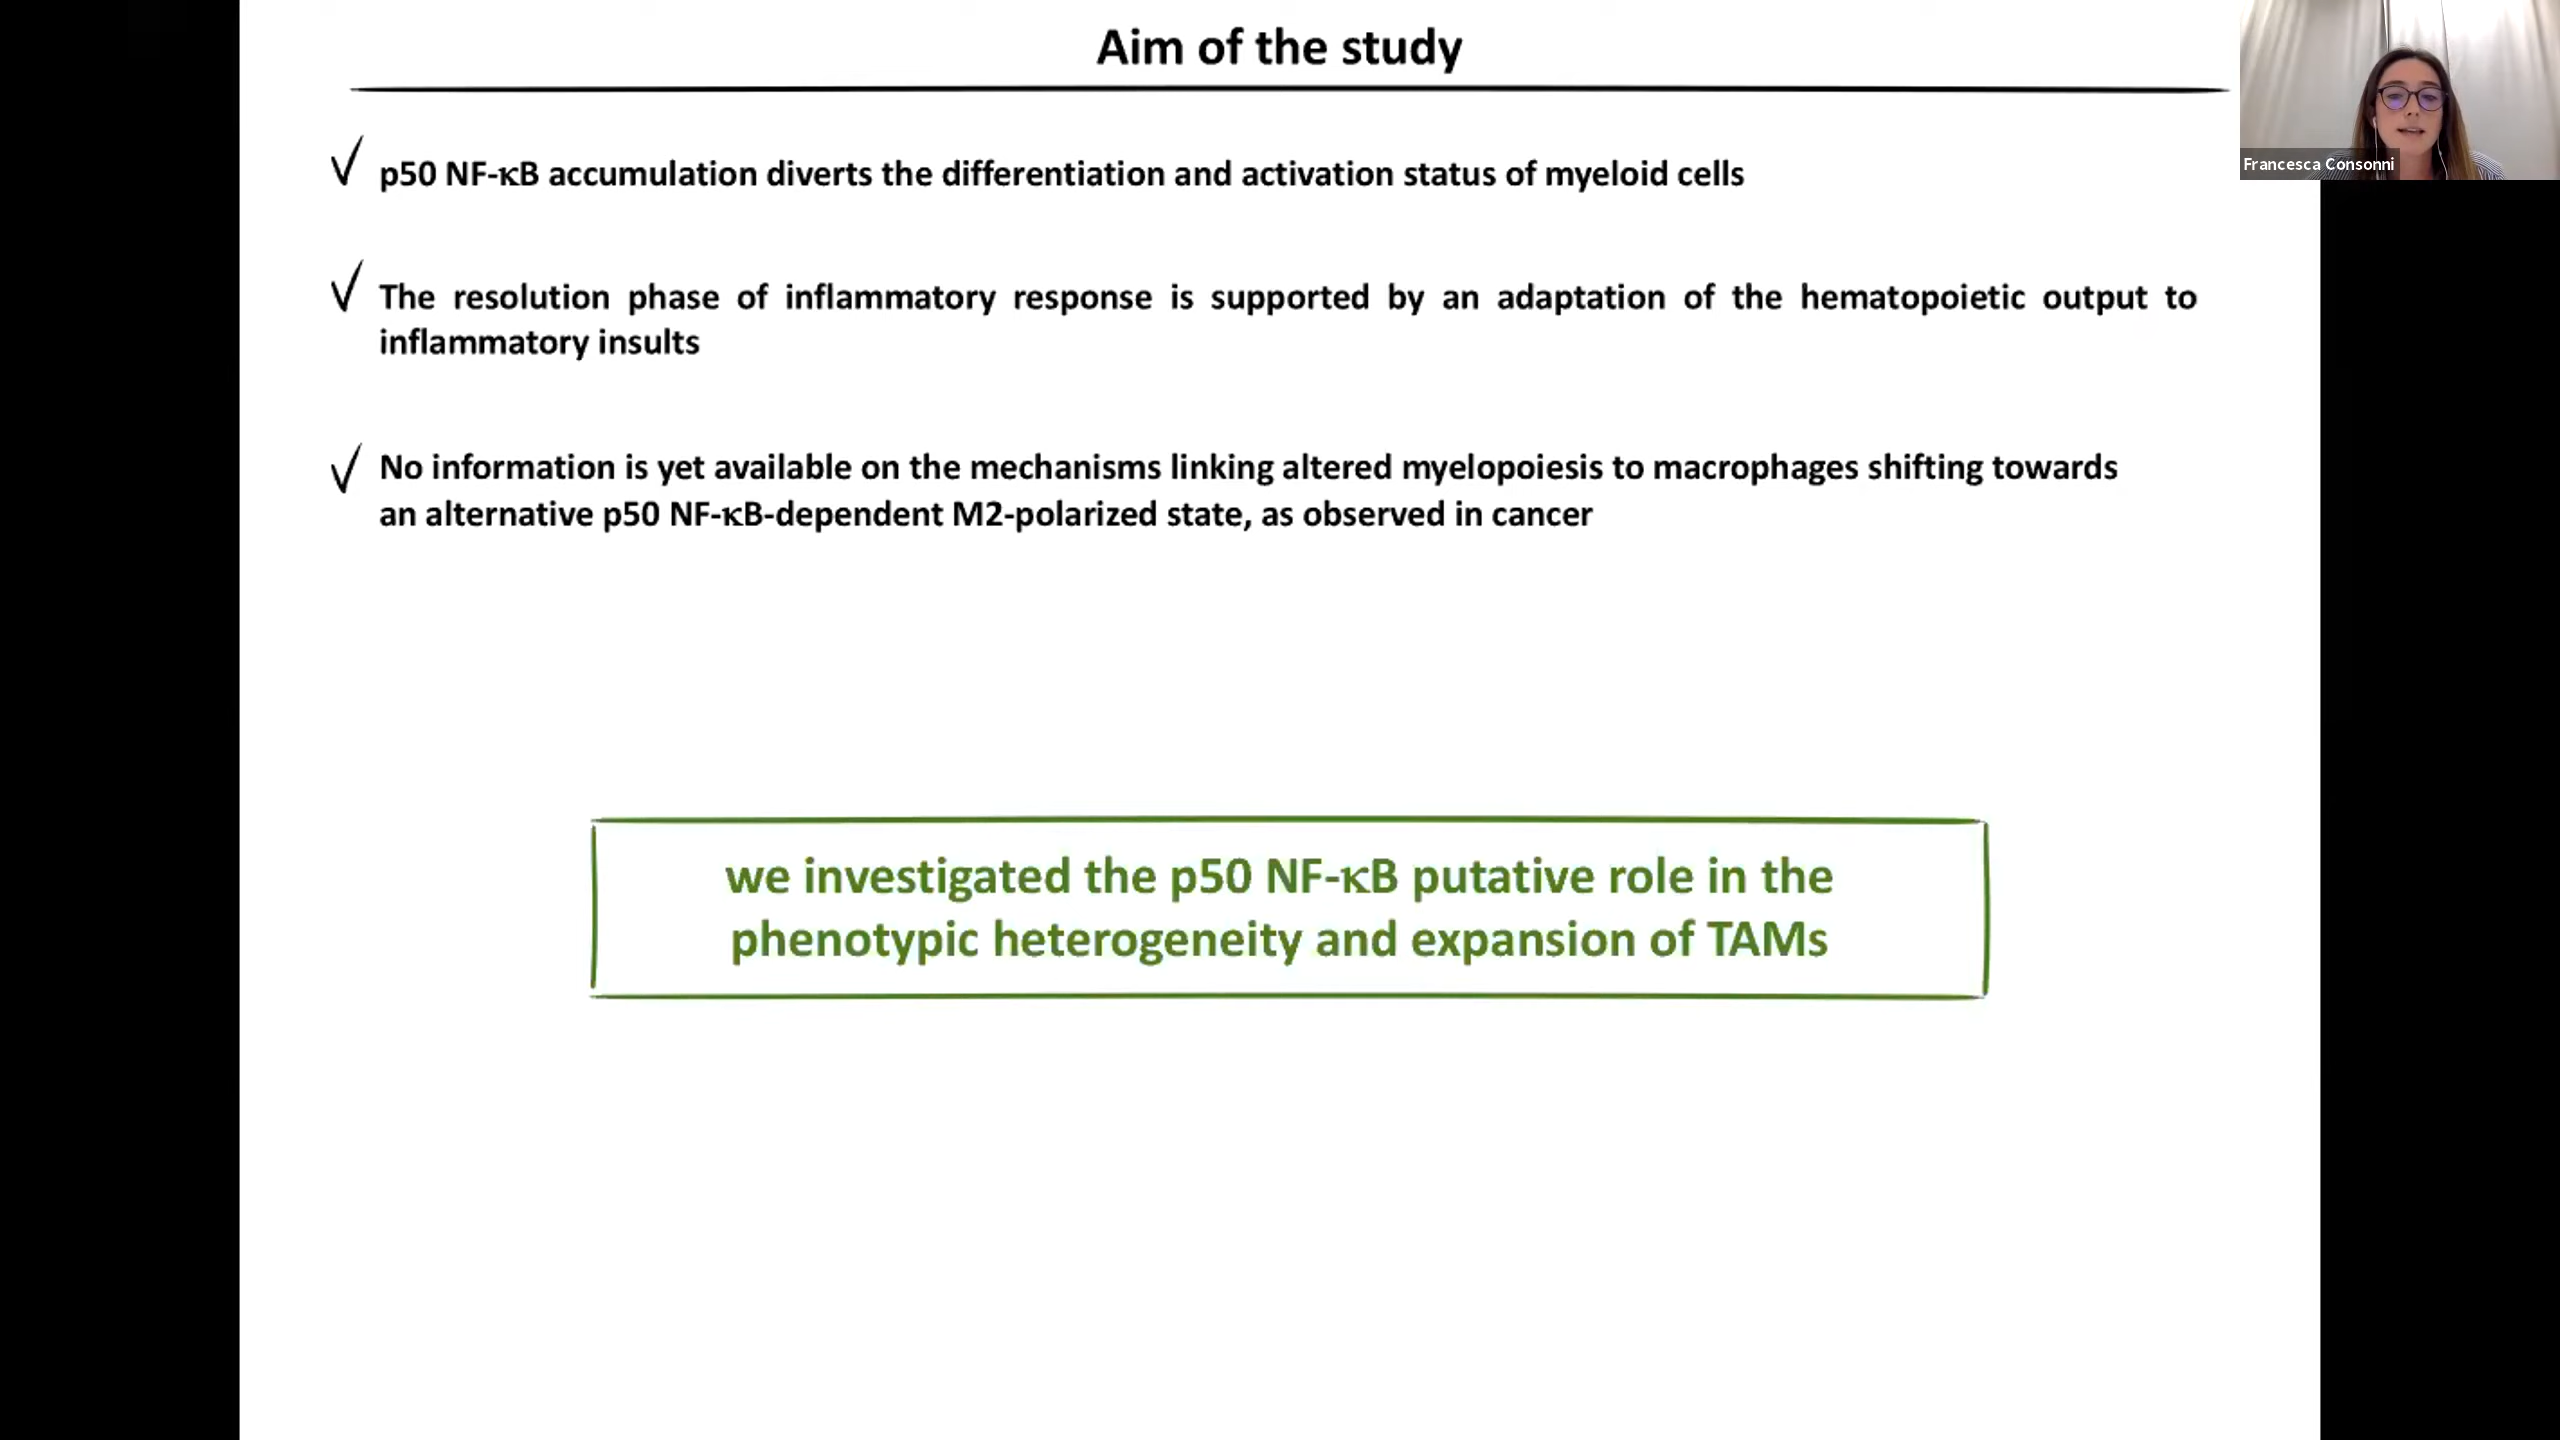 Aim of the study
Francesca Consonni
√ p50 NF-κB accumulation diverts the differentiation and activation status of myeloid cells
√ The resolution phase of inflammatory response is supported by an adaptation of the hematopoietic output to
inflammatory insults
√ No information is yet available on the mechanisms linking altered myelopoiesis to macrophages shifting towards
an alternative p50 NF-κB-dependent M2-polarized state, as observed in cancer
we investigated the p50 NF-κB putative role in the
phenotypic heterogeneity and expansion of TAMs